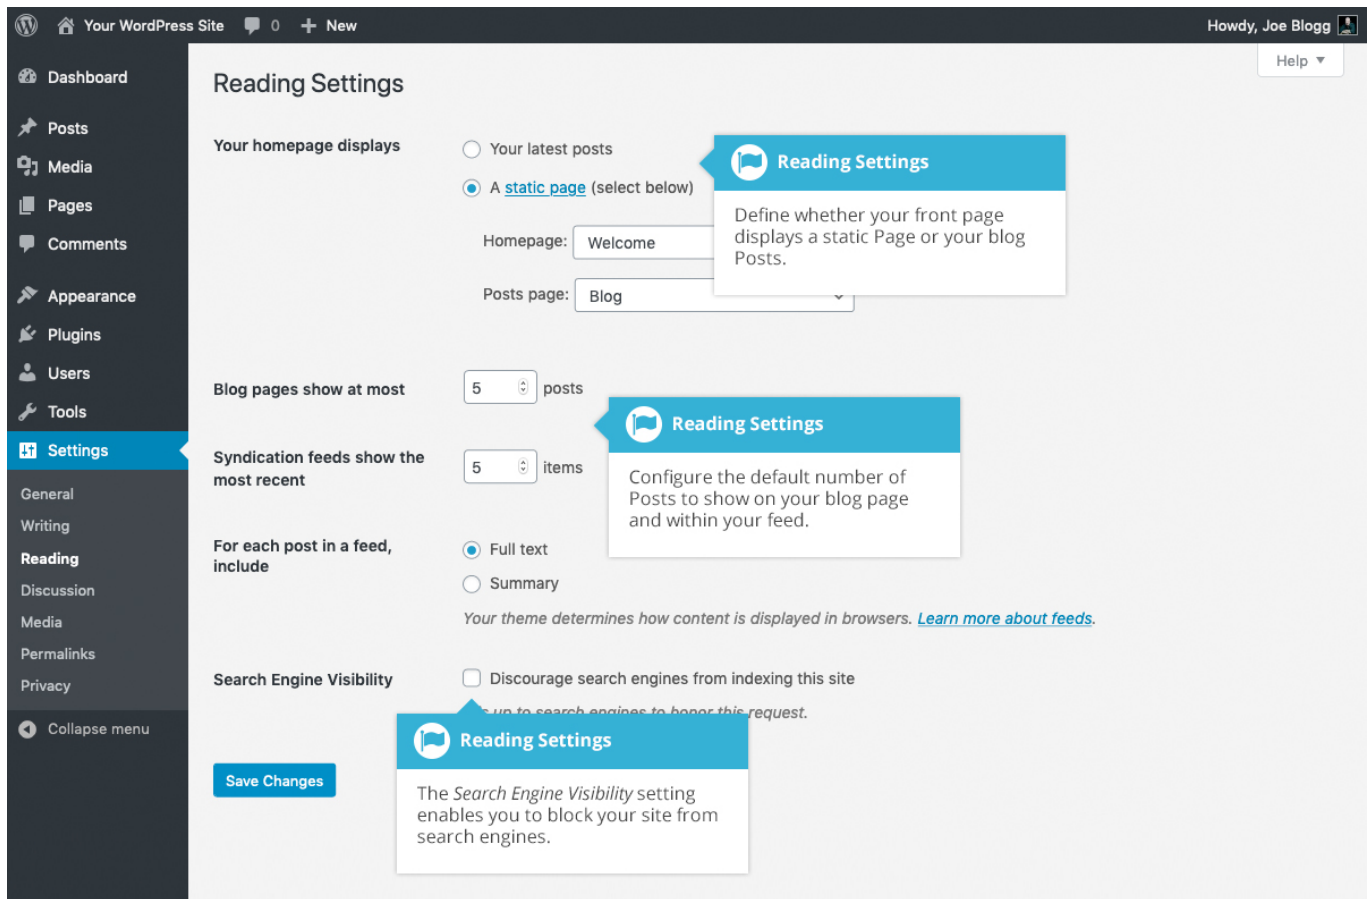 Your WordPress Site 0 New Howdy, Joe Blogg
Help
Dashboard
Posts
Media
Pages
Comments
Appearance
Plugins
Users
Tools
Settings
General
Writing
Reading
Discussion
Media
Permalinks
Privacy
Collapse menu
Reading Settings
Your homepage displays
Your latest posts
A static page (select below)
Homepage: Welcome
Posts page: Blog
Reading Settings
Define whether your front page
displays a static Page or your blog
Posts.
Blog pages show at most 5 posts
Syndication feeds show the
most recent
5 items
Reading Settings
Configure the default number of
Posts to show on your blog page
and within your feed.
For each post in a feed,
include
Full text
Summary
Your theme determines how content is displayed in browsers. Learn more about feeds.
Search Engine Visibility
Discourage search engines from indexing this site
up to search engines to honor this request.
Reading Settings
The Search Engine Visibility setting
enables you to block your site from
search engines.
Save Changes